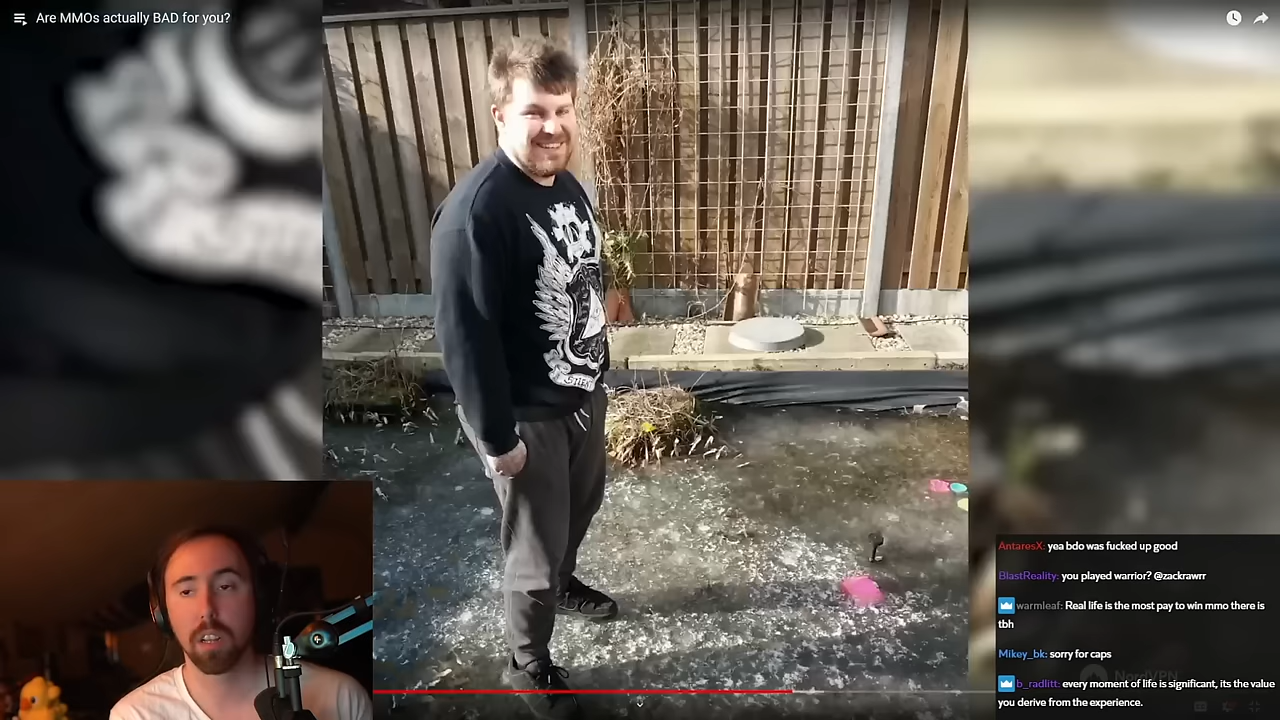 Are MMOs actually BAD for you?
AntaresX: yea bdo was fucked up good
BlastReality: you played warrior? @zackrawrr
warmleaf: Real life is the most pay to win mmo there is
tbh
Mikey_bk: sorry for caps
b_radlitt: every moment of life is significant, its the value
you derive from the experience.